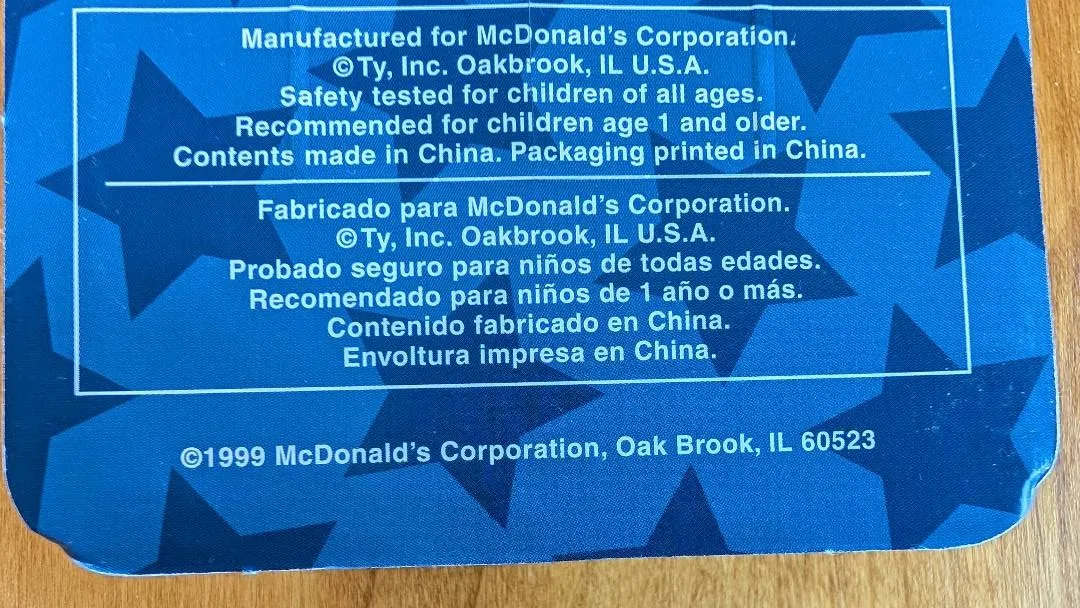 Manufactured for McDonald's Corporation.
©Ty, Inc. Oakbrook, IL U.S.A.
Safety tested for children of all ages.
Recommended for children age 1 and older.
Contents made in China. Packaging printed in China.
Fabricado para McDonald's Corporation.
©Ty, Inc. Oakbrook, IL U.S.A.
Probado seguro para niños de todas edades.
Recomendado para niños de 1 año o más.
Contenido fabricado en China.
Envoltura impresa en China.
©1999 McDonald's Corporation, Oak Brook, IL 60523